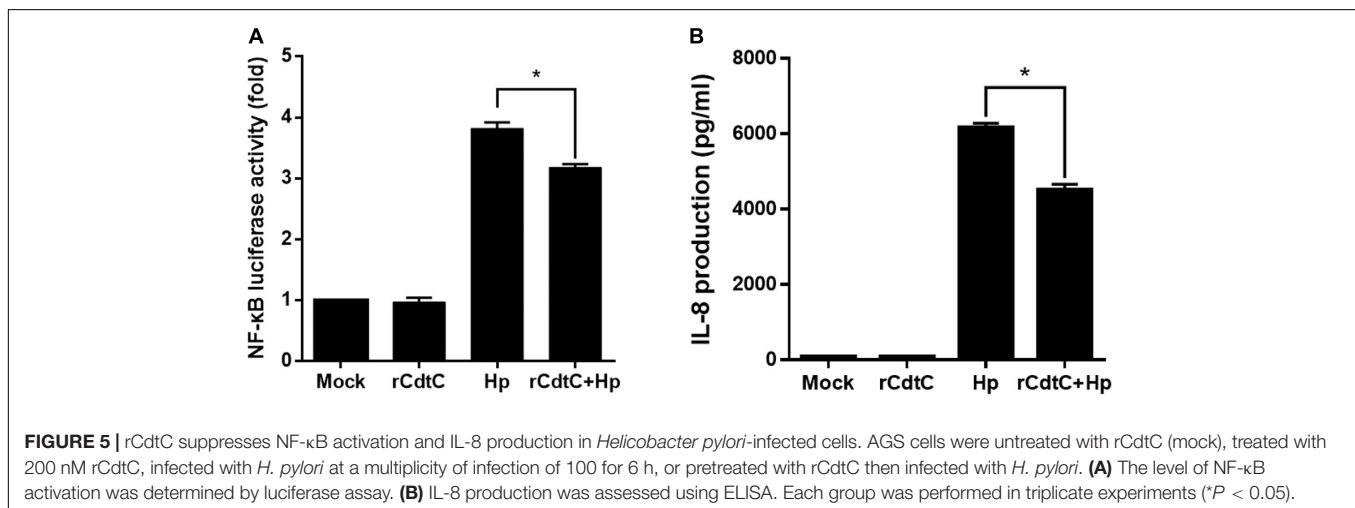 A
NF-κB luciferase activity (fold)
5
4
3
2
1
0
*
Mock rCdtC Hp rCdtC+Hp
B
IL-8 production (pg/ml)
8000
6000
4000
2000
0
*
Mock rCdtC Hp rCdtC+Hp
FIGURE 5 | rCdtC suppresses NF-κB activation and IL-8 production in Helicobacter pylori-infected cells. AGS cells were untreated with rCdtC (mock), treated with
200 nM rCdtC, infected with H. pylori at a multiplicity of infection of 100 for 6 h, or pretreated with rCdtC then infected with H. pylori. (A) The level of NF-κB
activation was determined by luciferase assay. (B) IL-8 production was assessed using ELISA. Each group was performed in triplicate experiments (*P < 0.05).